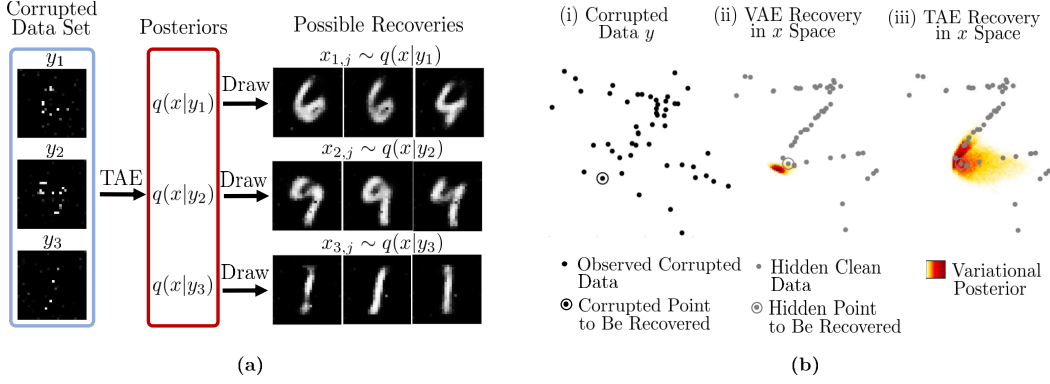 Corrupted
Data Set
Posteriors
Possible Recoveries
y₁
x₁,ⱼ ∼ q(x|y₁)
q(x|y₁)
Draw
y₂
x₂,ⱼ ∼ q(x|y₂)
TAE
q(x|y₂)
Draw
y₃
x₃,ⱼ ∼ q(x|y₃)
q(x|y₃)
Draw
(a)
(i) Corrupted
Data y
(ii) VAE Recovery
in x Space
(iii) TAE Recovery
in x Space
Observed Corrupted
Data
Corrupted Point
to Be Recovered
Hidden Clean
Data
Hidden Point
to Be Recovered
Variational
Posterior
(b)